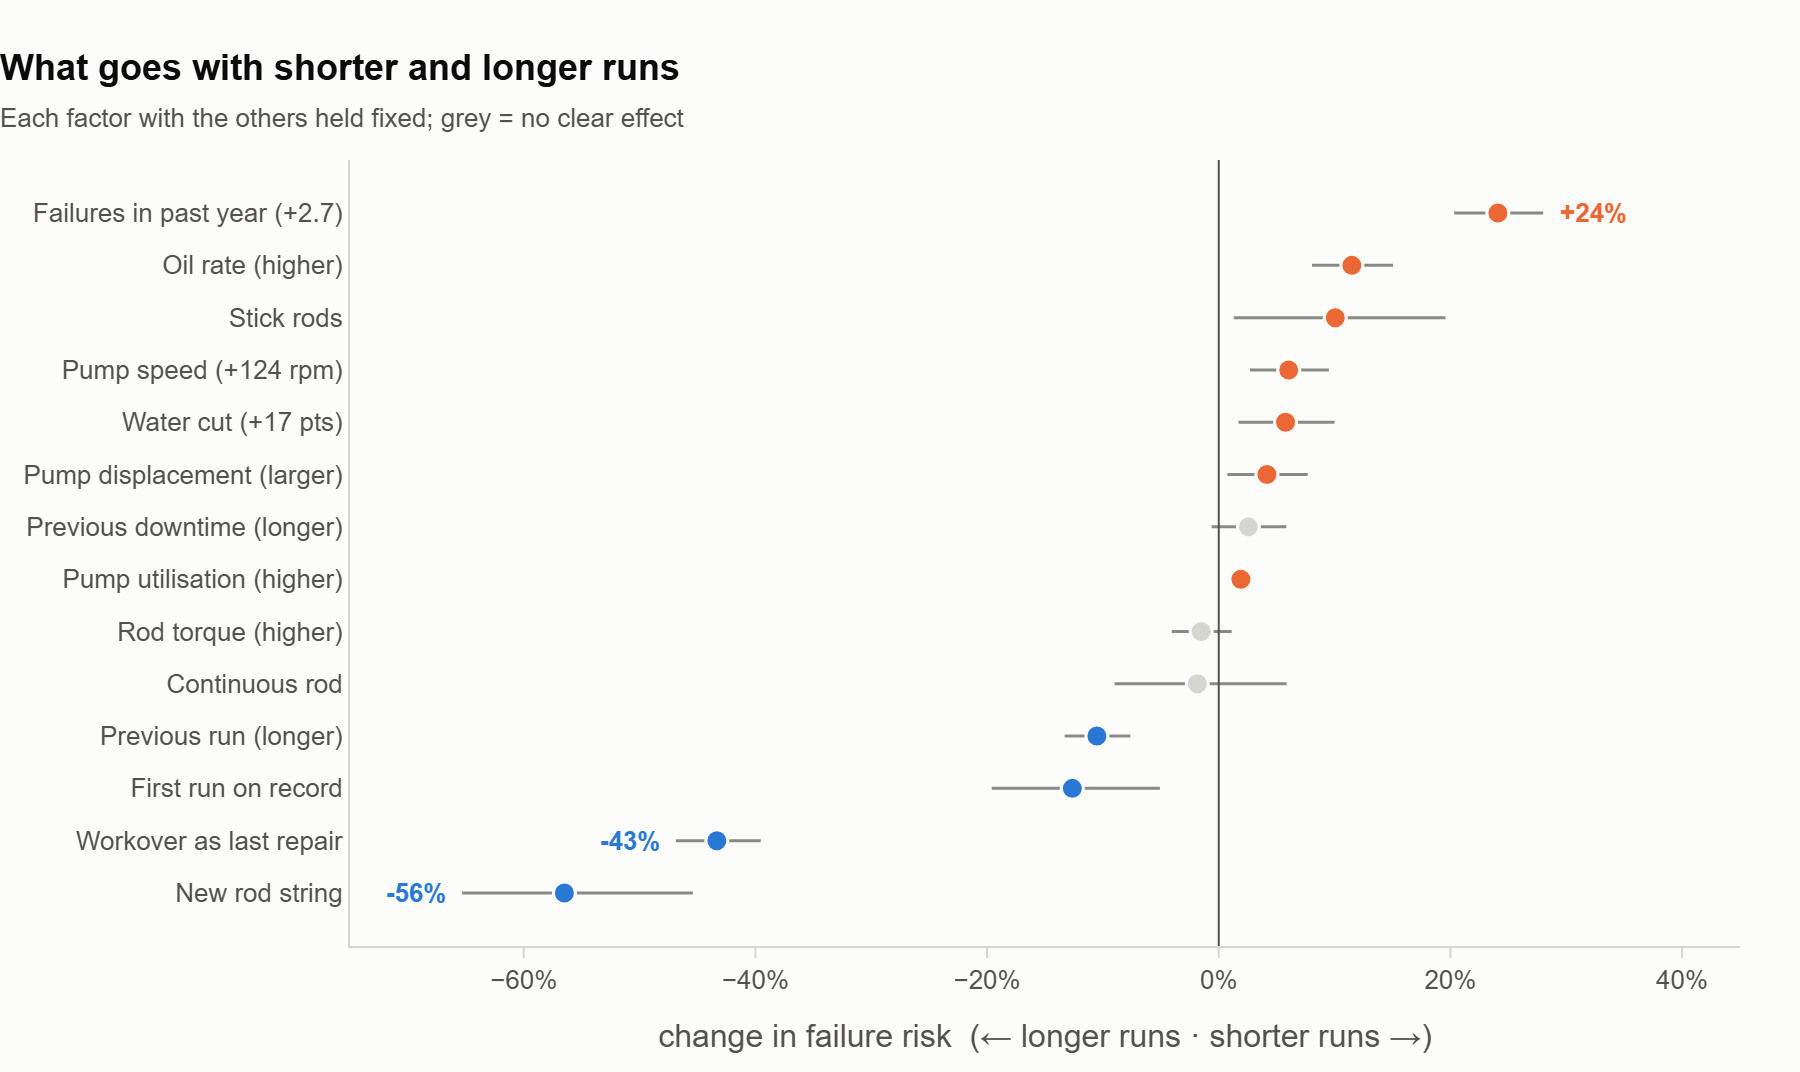 What goes with shorter and longer runs
Each factor with the others held fixed; grey = no clear effect
Failures in past year (+2.7)
+24%
Oil rate (higher)
Stick rods
Pump speed (+124 rpm)
Water cut (+17 pts)
Pump displacement (larger)
Previous downtime (longer)
Pump utilisation (higher)
Rod torque (higher)
Continuous rod
Previous run (longer)
First run on record
Workover as last repair
-43%
New rod string
-56%
−60% −40% −20% 0% 20% 40%
change in failure risk (← longer runs · shorter runs →)